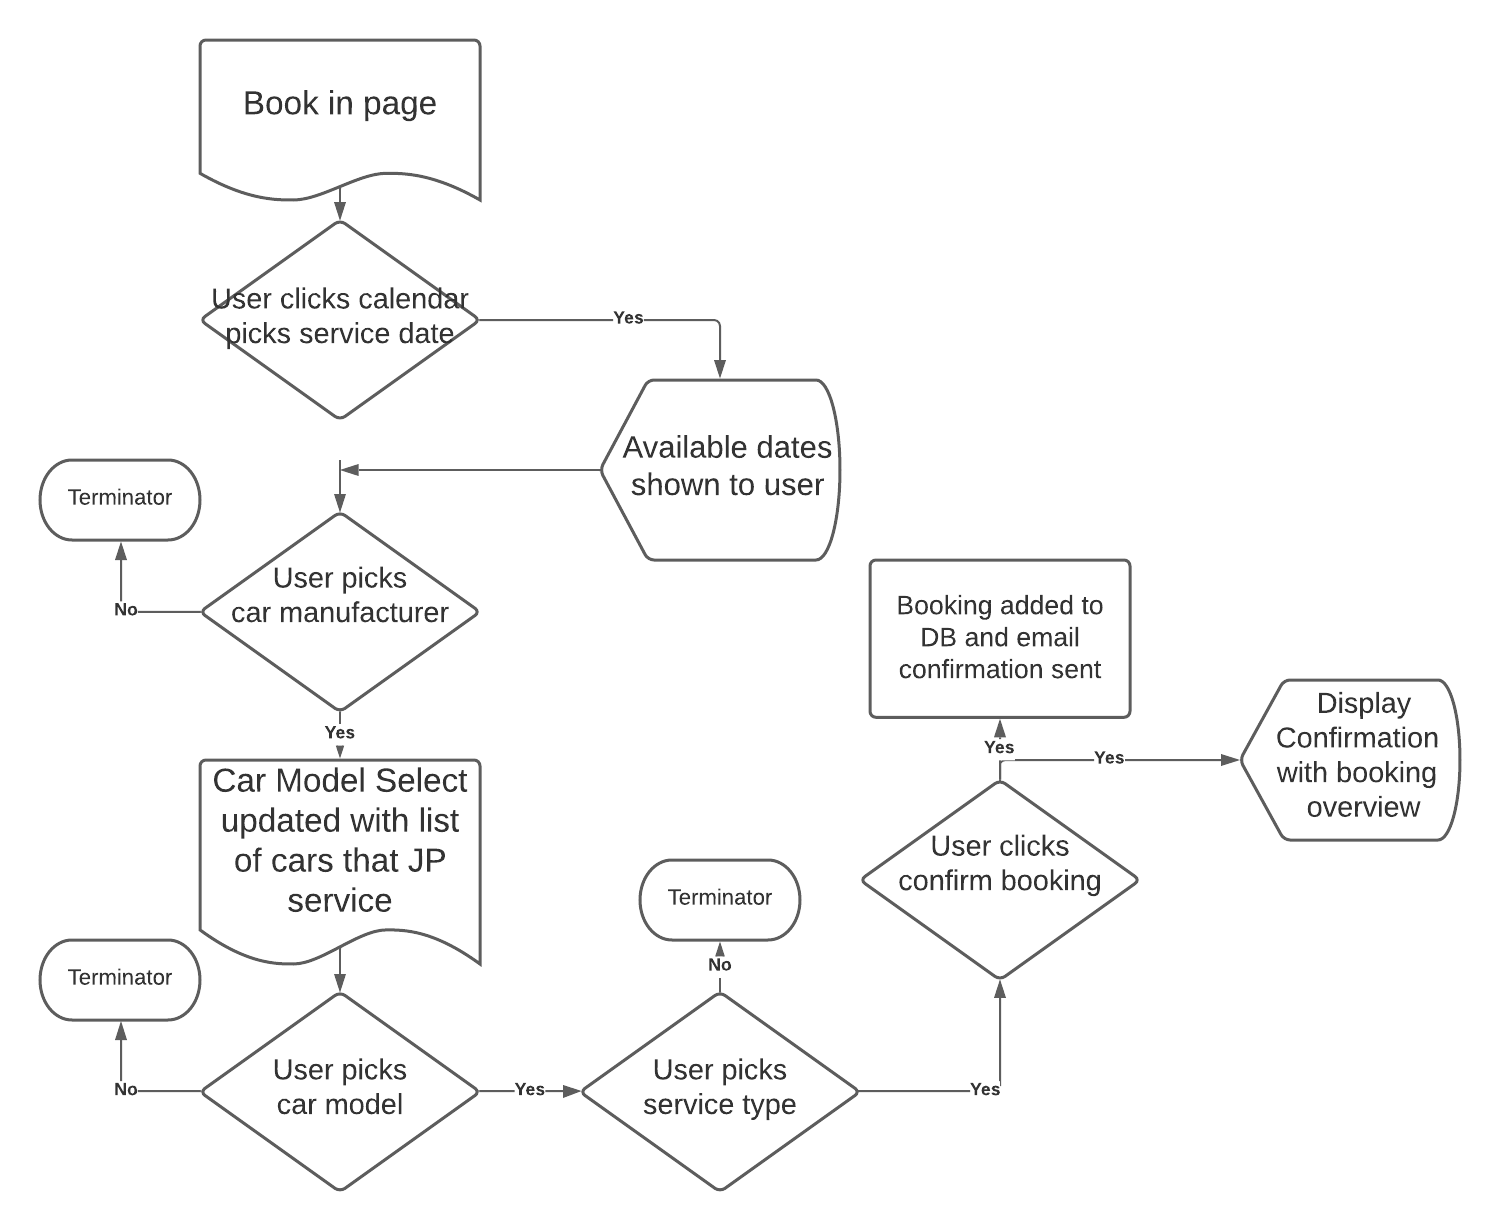 Book in page
User clicks calendar
picks service date
Yes
Available dates
shown to user
Terminator
No
User picks
car manufacturer
Yes
Car Model Select
updated with list
of cars that JP
service
Terminator
No
User picks
car model
Yes
Terminator
No
User picks
service type
Yes
User clicks
confirm booking
Yes
Booking added to
DB and email
confirmation sent
Yes
Display
Confirmation
with booking
overview